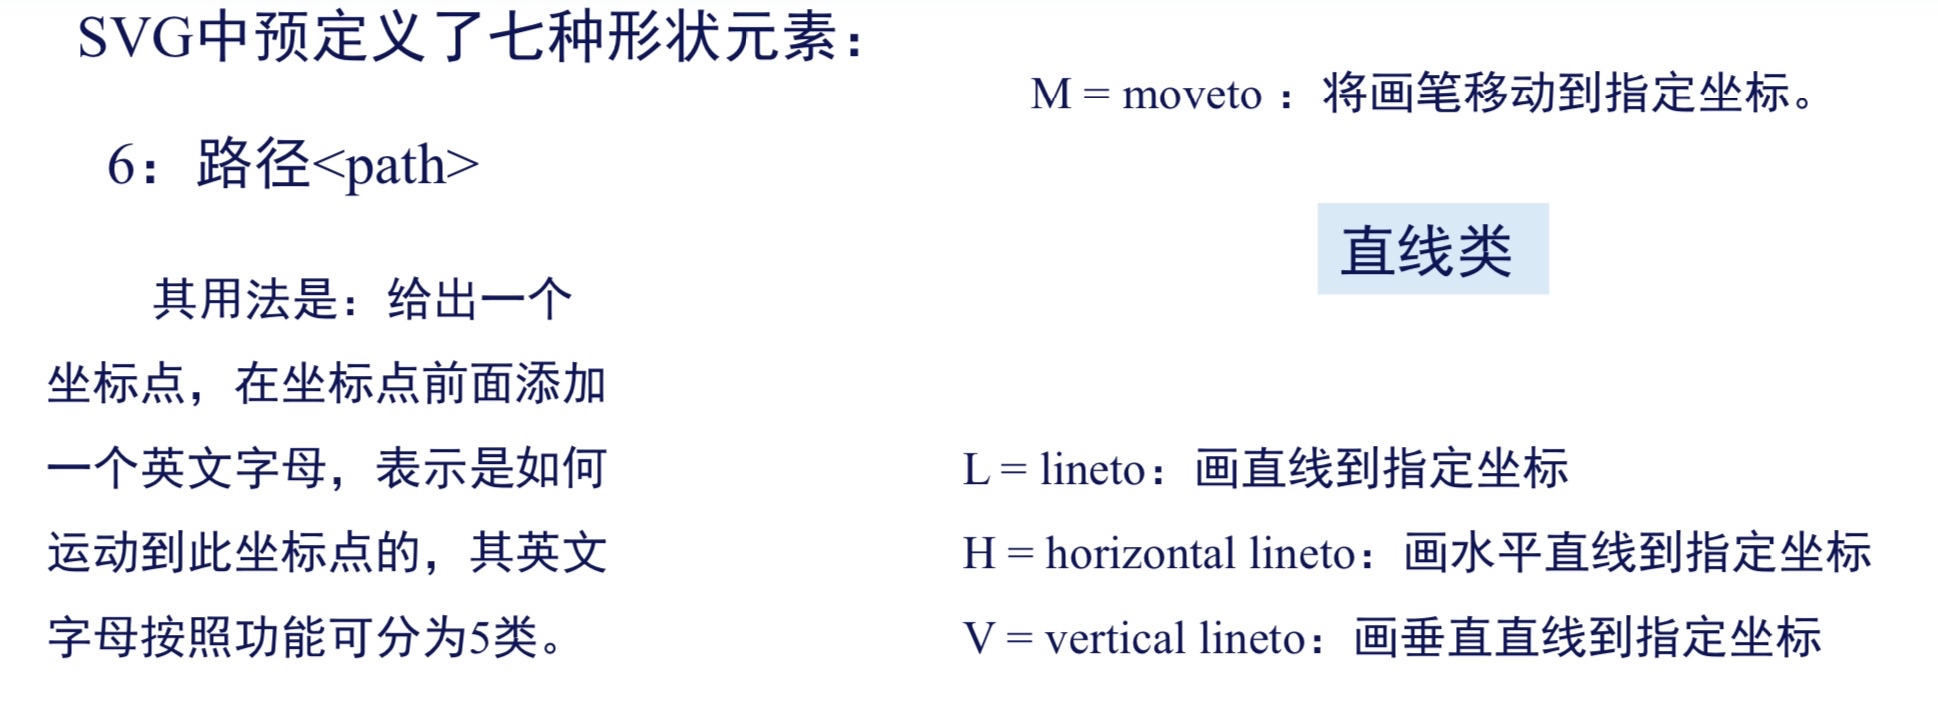 SVG中预定义了七种形状元素：
6：路径<path>
其用法是：给出一个
坐标点，在坐标点前面添加
一个英文字母，表示是如何
运动到此坐标点的，其英文
字母按照功能可分为5类。
M = moveto ：将画笔移动到指定坐标。
直线类
L = lineto：画直线到指定坐标
H = horizontal lineto：画水平直线到指定坐标
V = vertical lineto：画垂直直线到指定坐标